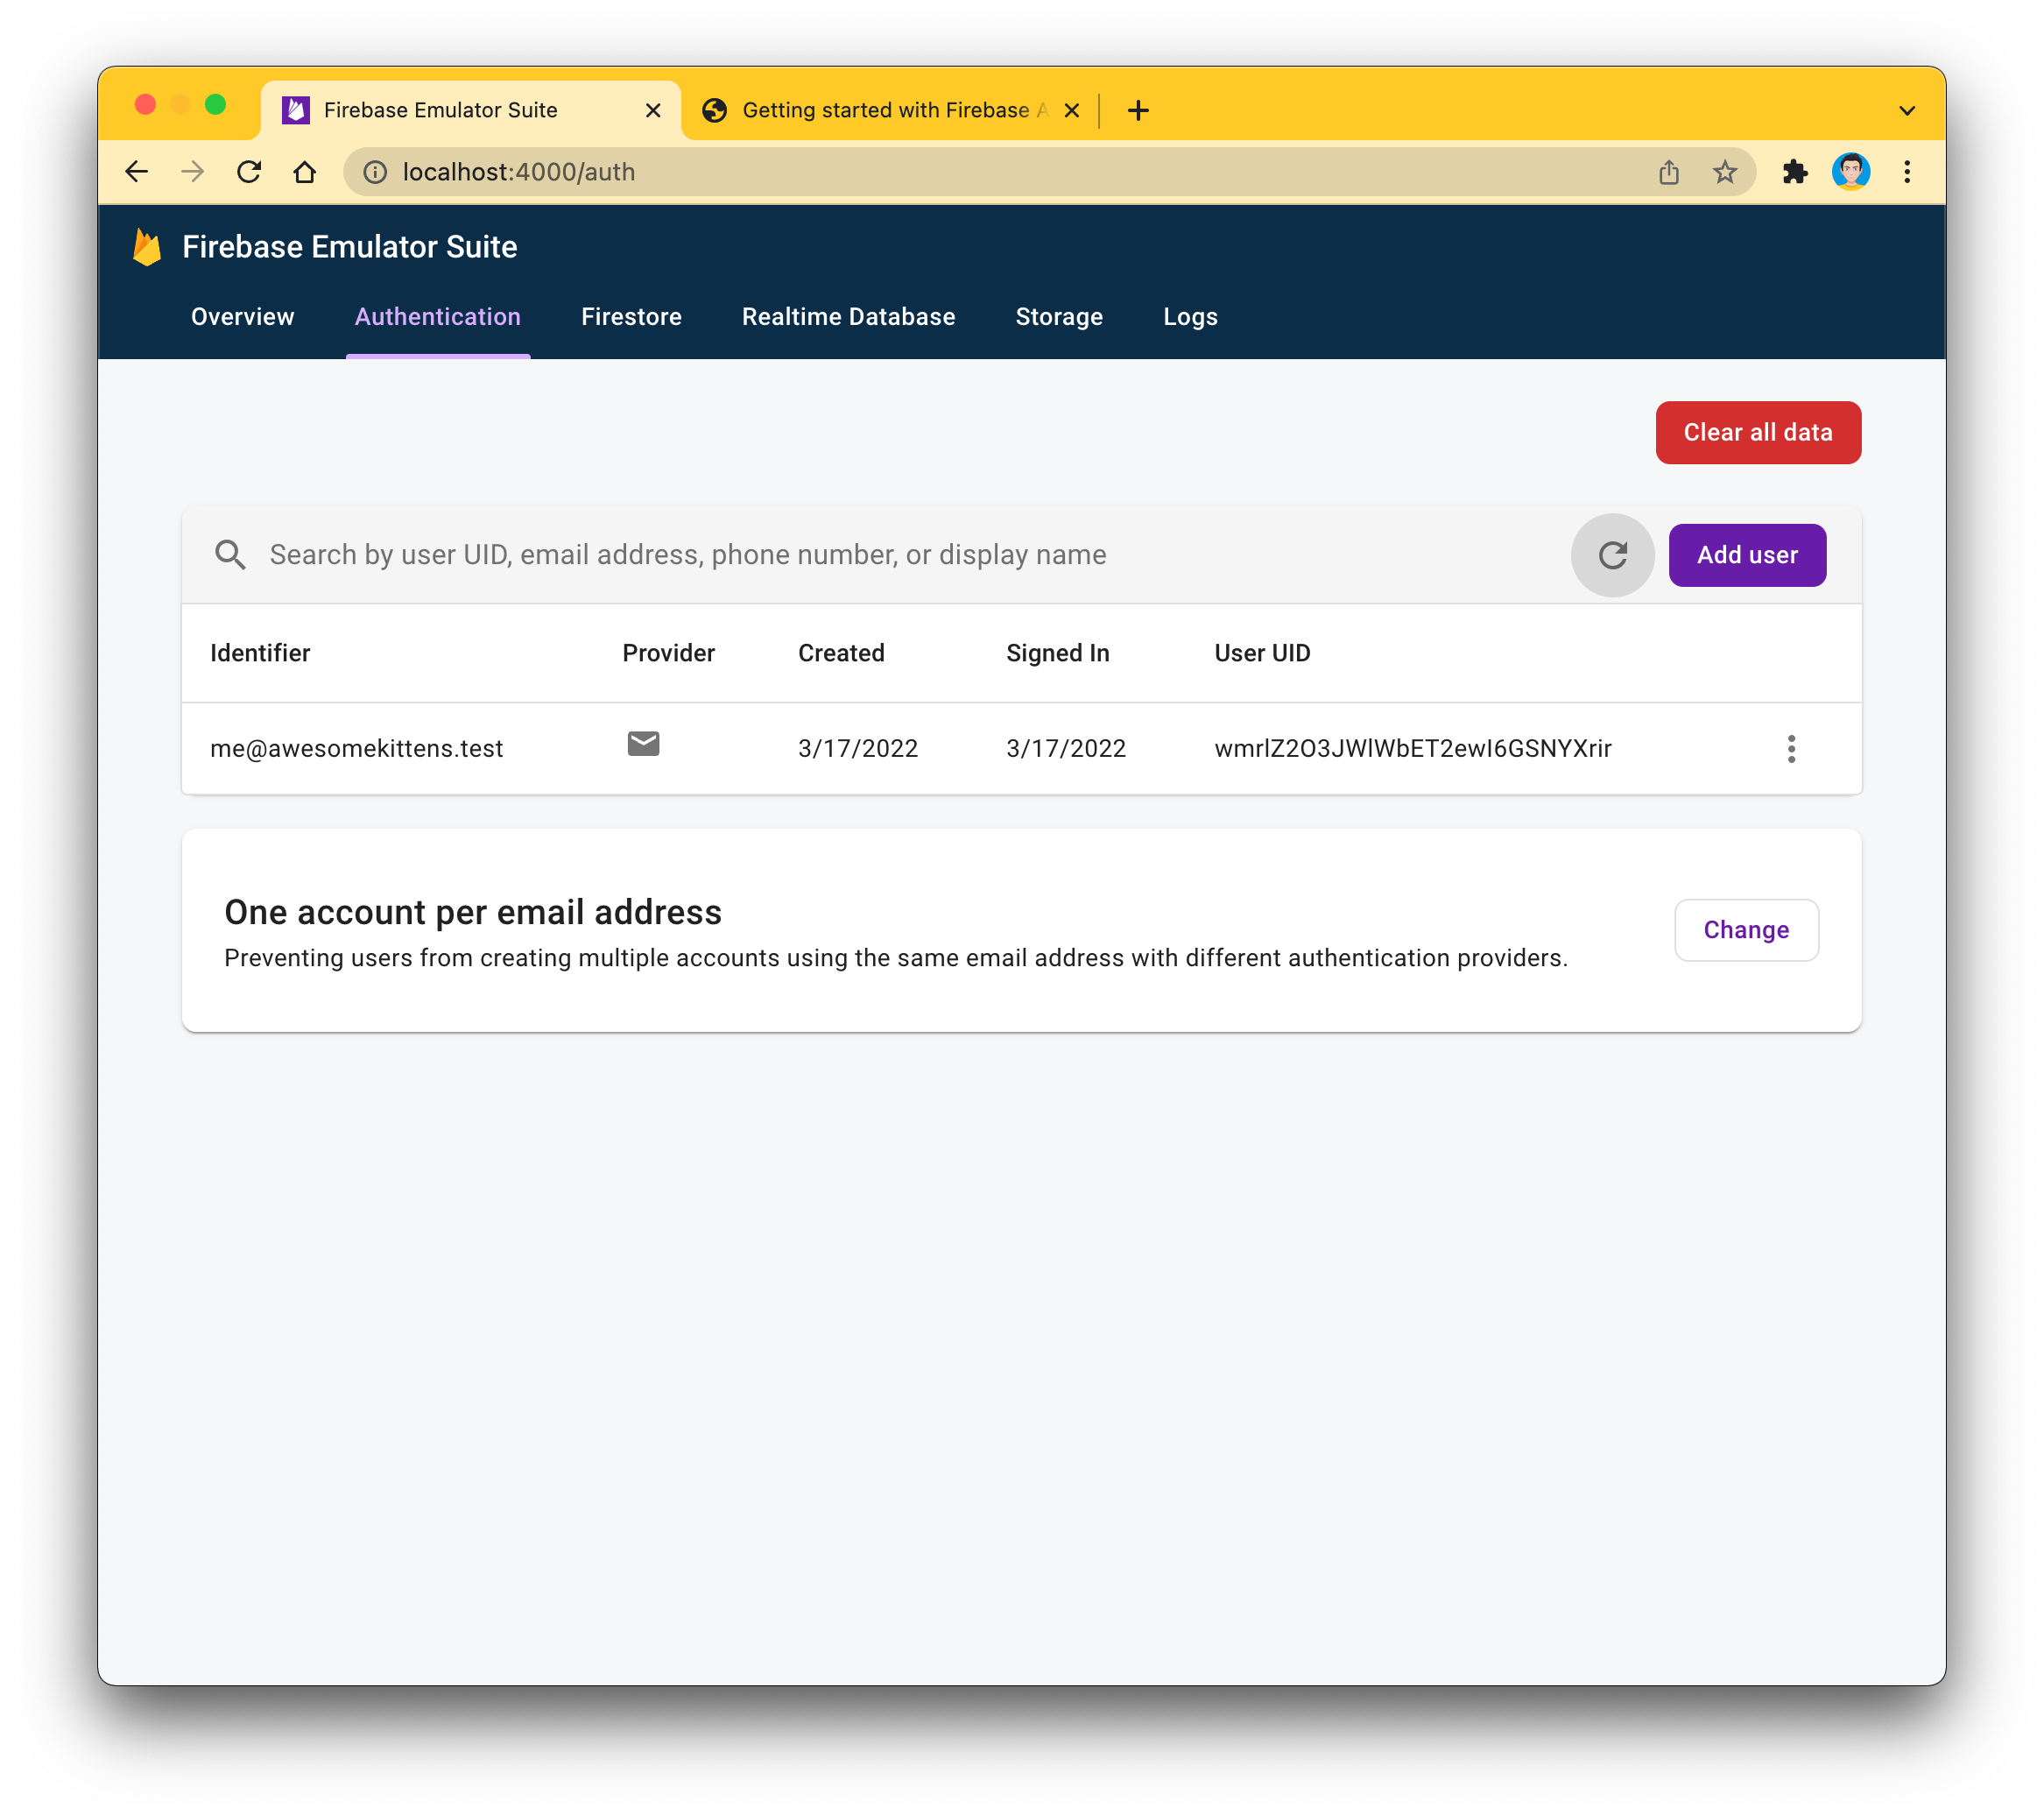 Firebase Emulator Suite
Getting started with Firebase
localhost:4000/auth
Firebase Emulator Suite
Overview Authentication Firestore Realtime Database Storage Logs
Clear all data
Search by user UID, email address, phone number, or display name
Add user
Identifier Provider Created Signed In User UID
me@awesomekittens.test 3/17/2022 3/17/2022 wmrlZ2O3JWlWbET2ewI6GSNYXrir
One account per email address
Change
Preventing users from creating multiple accounts using the same email address with different authentication providers.